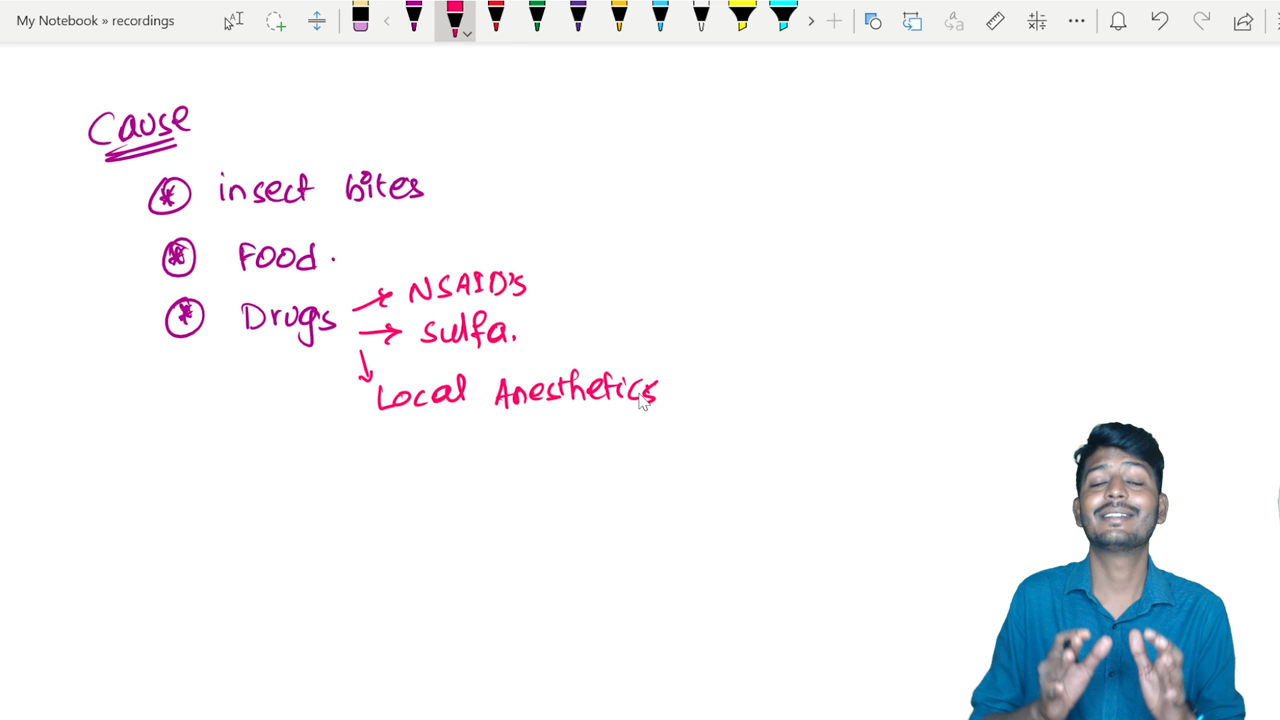 My Notebook » recordings
Cause
insect bites
Food.
Drugs → NSAID's
→ sulfa.
↓ Local Anesthetics